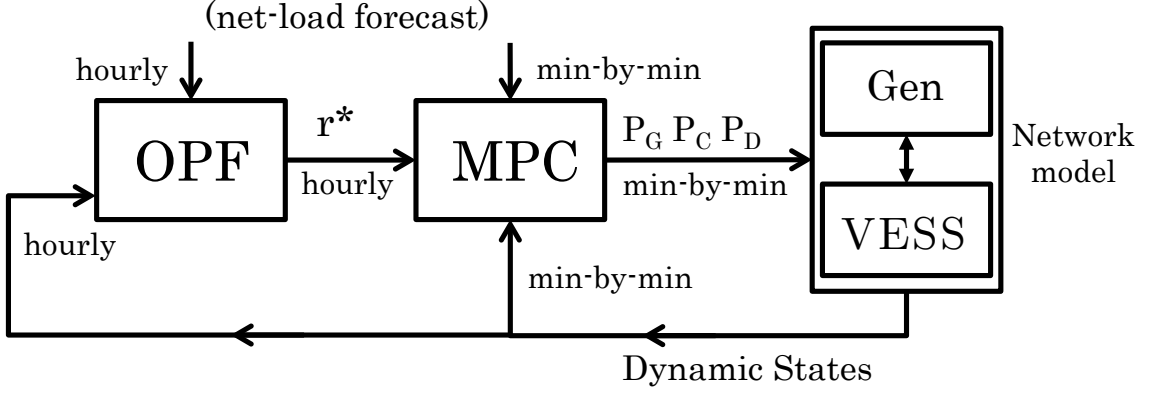 (net-load forecast)
hourly
min-by-min
OPF
r*
hourly
MPC
P_G P_C P_D
min-by-min
Gen
VESS
Network
model
hourly
min-by-min
Dynamic States